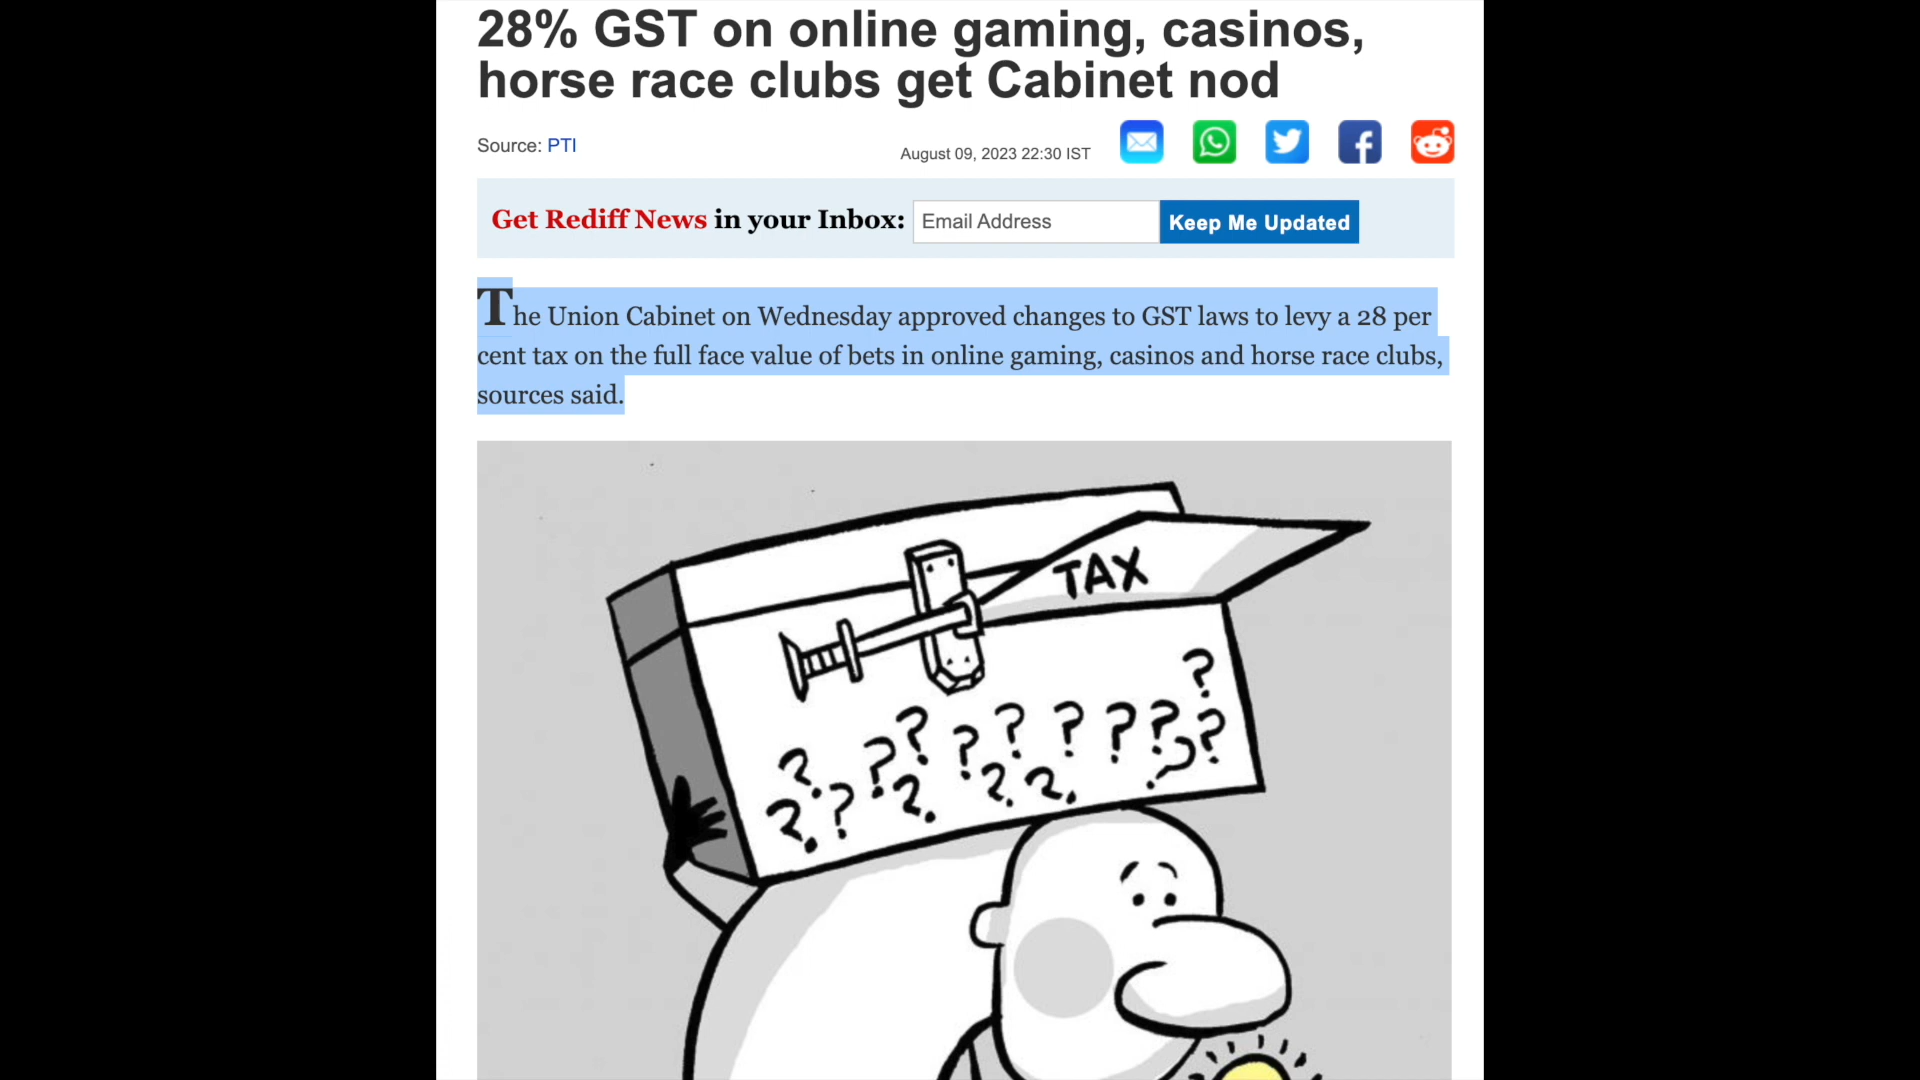 28% GST on online gaming, casinos,
horse race clubs get Cabinet nod
Source: PTI
August 09, 2023 22:30 IST
Get Rediff News in your Inbox: Email Address Keep Me Updated
The Union Cabinet on Wednesday approved changes to GST laws to levy a 28 per
cent tax on the full face value of bets in online gaming, casinos and horse race clubs,
sources said.
TAX
?
? ? ? ? ? ? ? ? ?
? ? ? ? ? ?